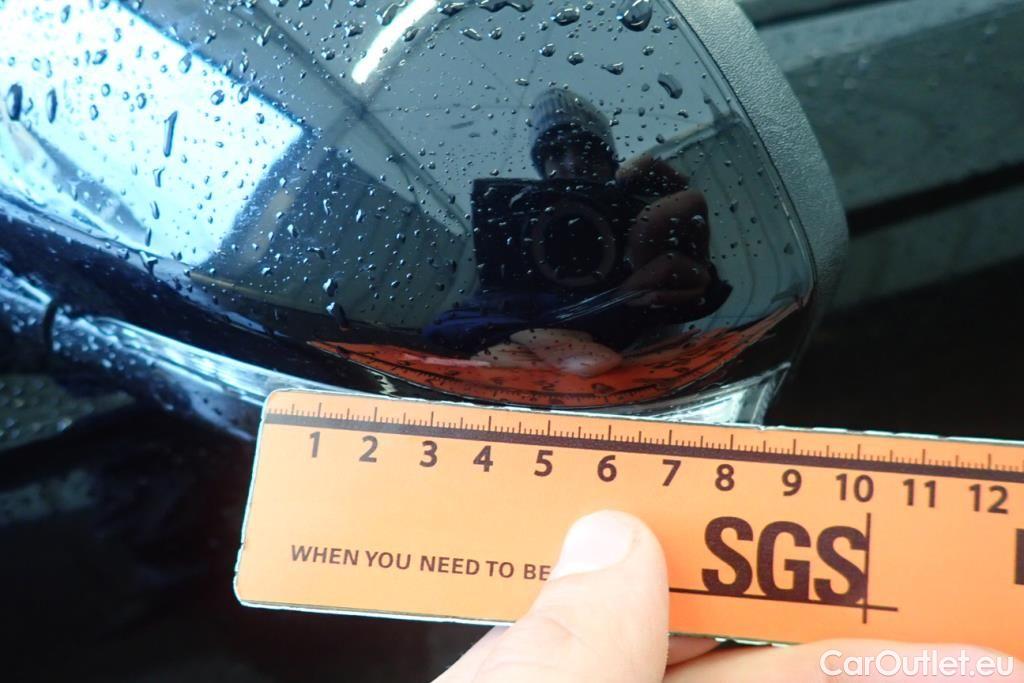 1 2 3 4 5 6 7 8 9 10 11 12
SGS
WHEN YOU NEED TO BE
CarOutlet.eu